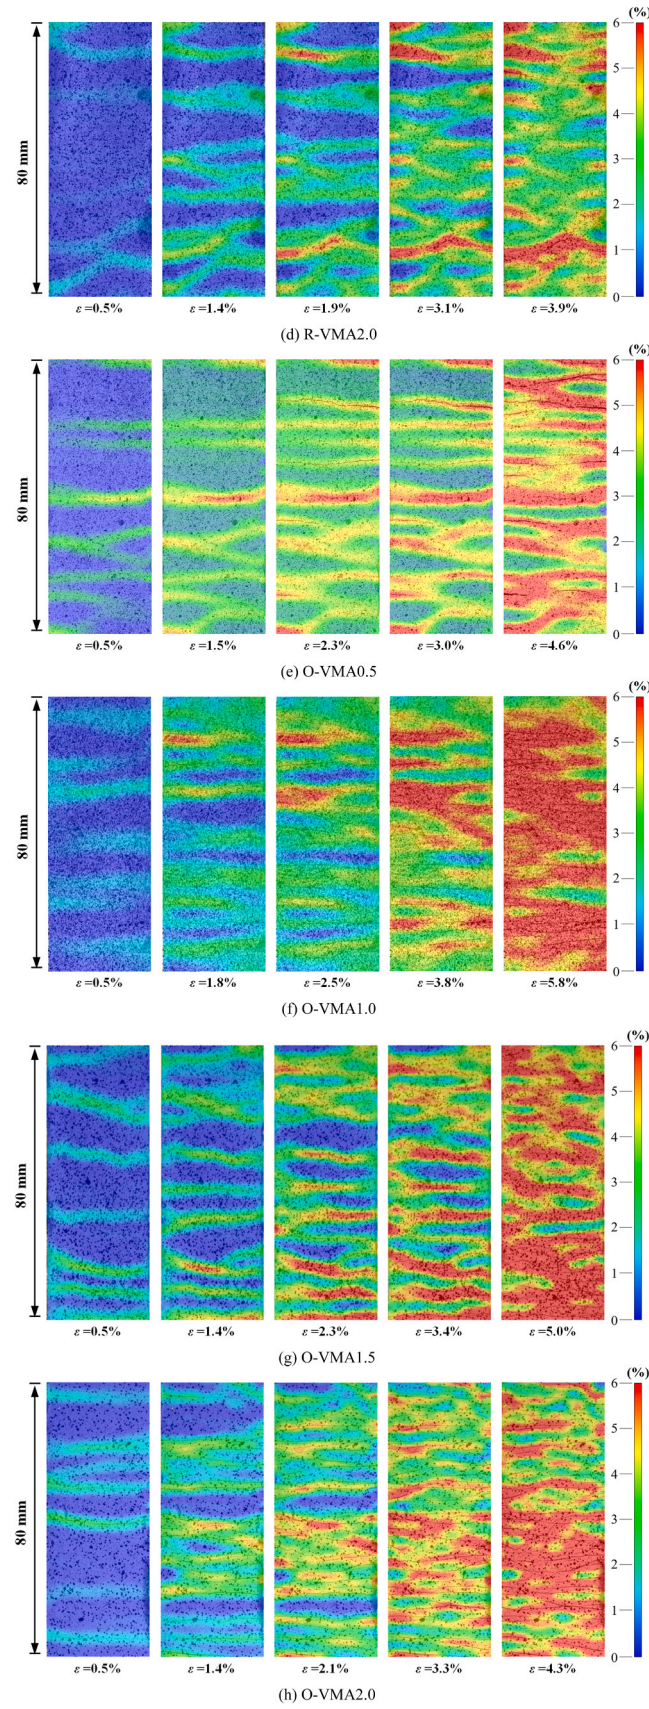 (%)
6
5
4
3
2
1
0
80 mm
ε =0.5% ε =1.4% ε =1.9% ε =3.1% ε =3.9%
(d) R-VMA2.0
(%)
6
5
4
3
2
1
0
80 mm
ε =0.5% ε =1.5% ε =2.3% ε =3.0% ε =4.6%
(e) O-VMA0.5
(%)
6
5
4
3
2
1
0
80 mm
ε =0.5% ε =1.8% ε =2.5% ε =3.8% ε =5.8%
(f) O-VMA1.0
(%)
6
5
4
3
2
1
0
80 mm
ε =0.5% ε =1.4% ε =2.3% ε =3.4% ε =5.0%
(g) O-VMA1.5
(%)
6
5
4
3
2
1
0
80 mm
ε =0.5% ε =1.4% ε =2.1% ε =3.3% ε =4.3%
(h) O-VMA2.0